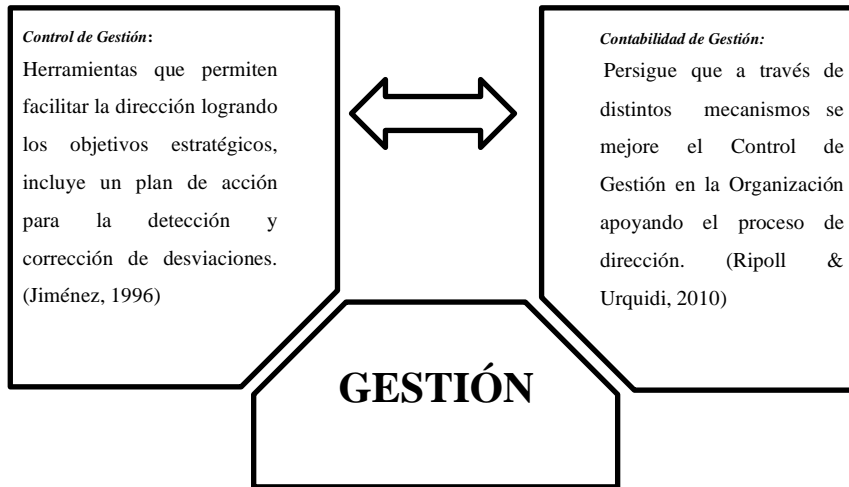 Control de Gestión:
Herramientas que permiten
facilitar la dirección logrando
los objetivos estratégicos,
incluye un plan de acción
para la detección y
corrección de desviaciones.
(Jiménez, 1996)
Contabilidad de Gestión:
Persigue que a través de
distintos mecanismos se
mejore el Control de
Gestión en la Organización
apoyando el proceso de
dirección. (Ripoll &
Urquidi, 2010)
GESTIÓN